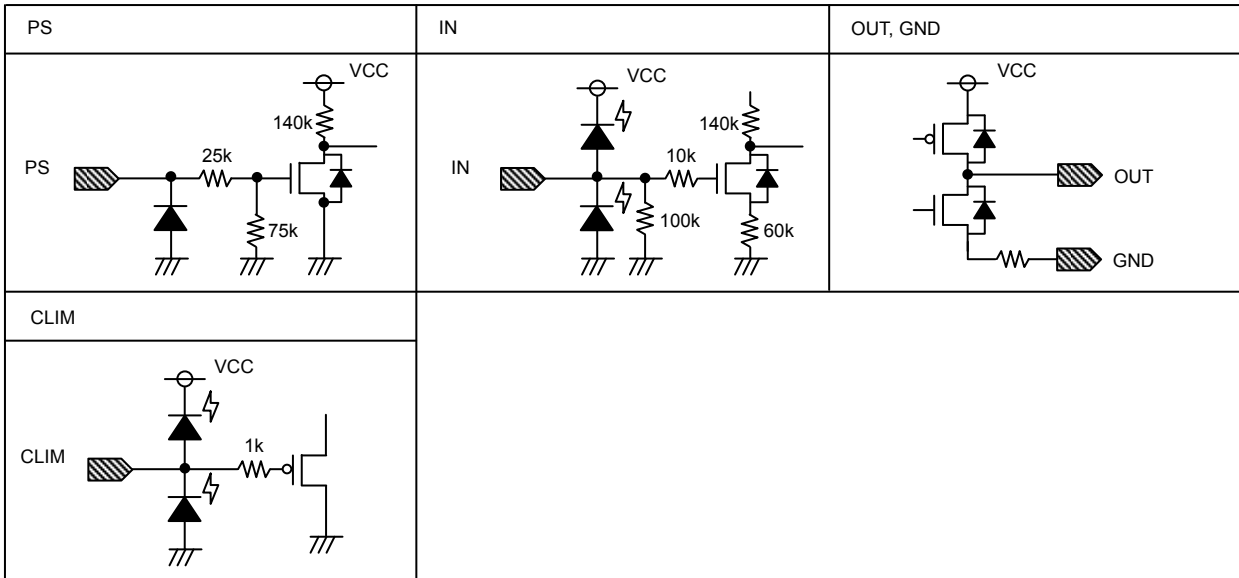 PS
IN
OUT, GND
VCC
140k
25k
PS
75k
VCC
140k
10k
IN
100k
60k
VCC
OUT
GND
CLIM
VCC
1k
CLIM